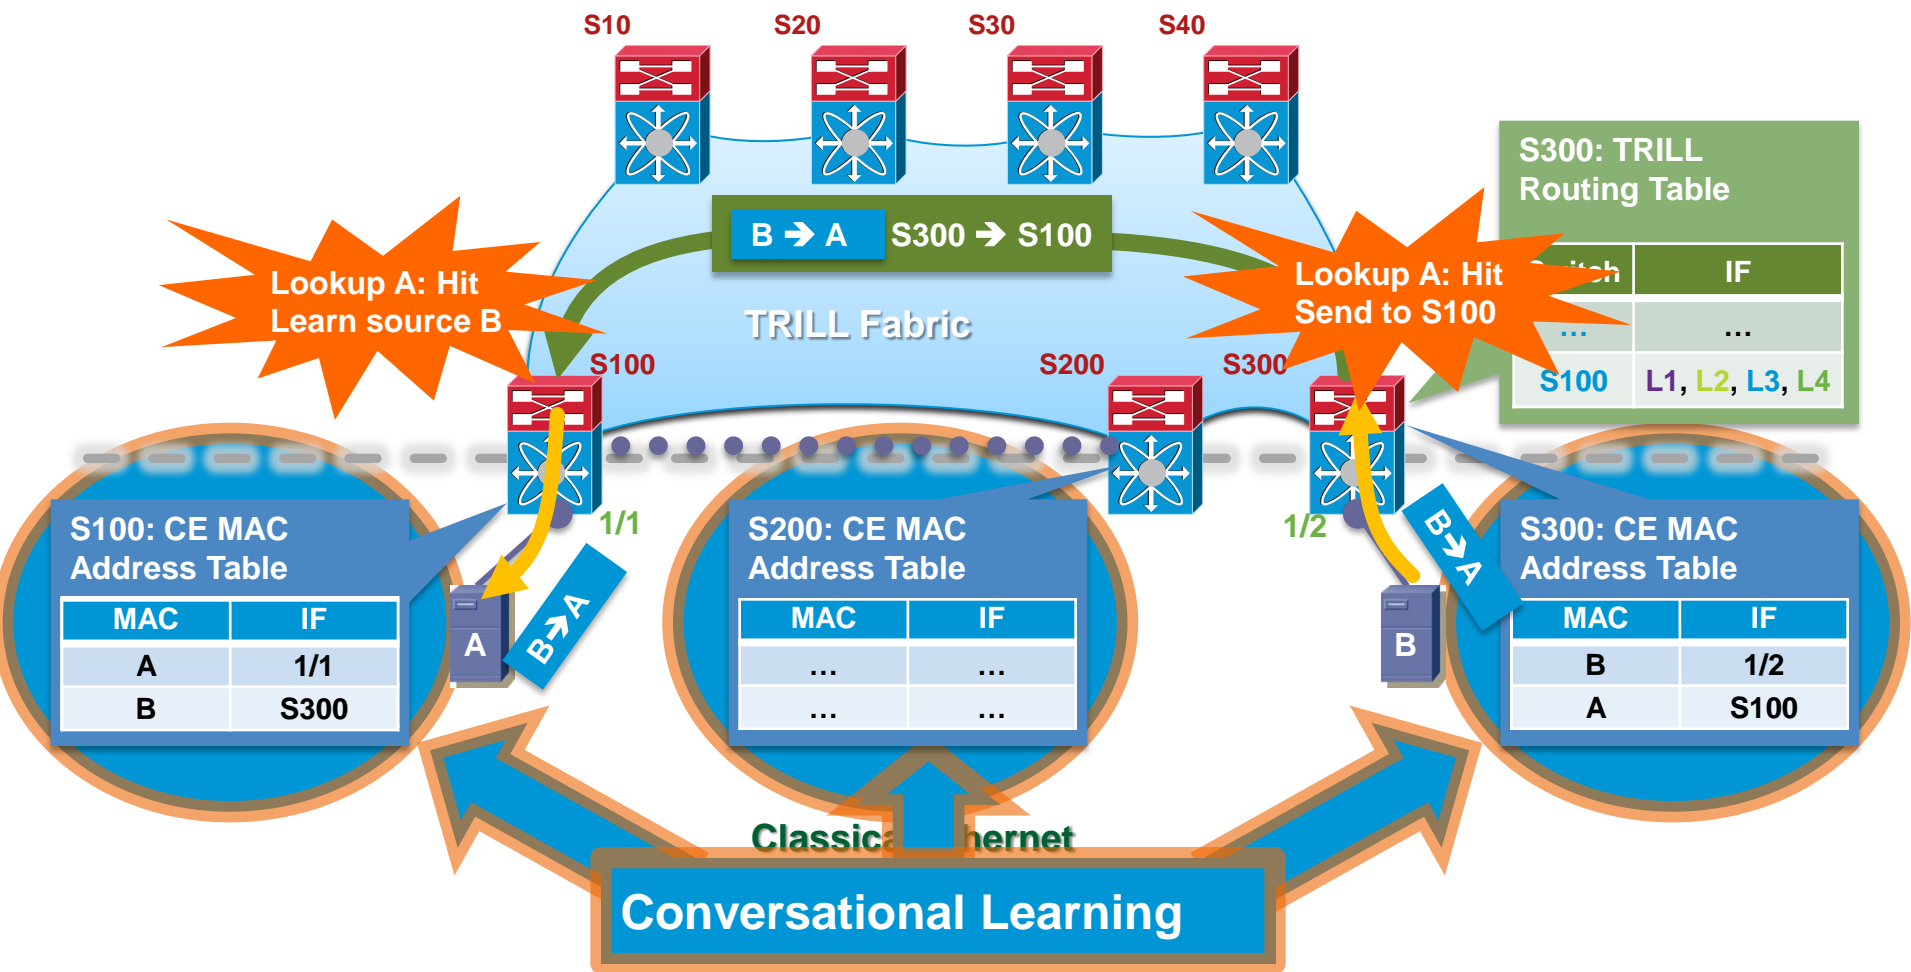 S10
S20
S30
S40
S300: TRILL
Routing Table
IF
… …
S100 L1, L2, L3, L4
B ➔ A S300 ➔ S100
Lookup A: Hit
Learn source B
Lookup A: Hit
Send to S100
TRILL Fabric
S100
S200
S300
1/1
1/2
S100: CE MAC
Address Table
MAC IF
A 1/1
B S300
A
B➔A
S200: CE MAC
Address Table
MAC IF
… …
… …
B
B➔A
S300: CE MAC
Address Table
MAC IF
B 1/2
A S100
Conversational Learning